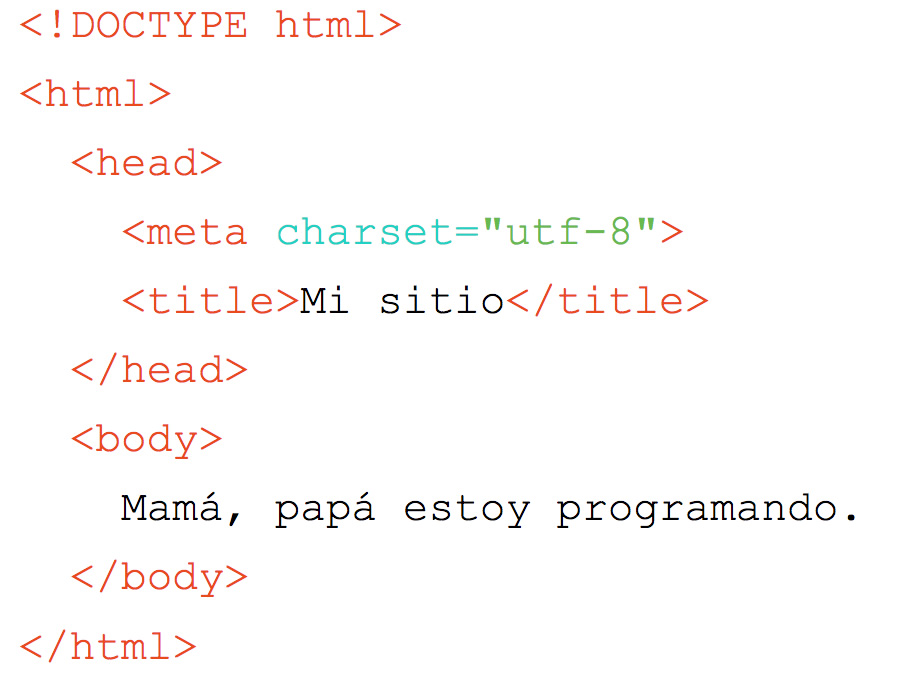 <!DOCTYPE html>
<html>
  <head>
    <meta charset="utf-8">
    <title>Mi sitio</title>
  </head>
  <body>
    Mamá, papá estoy programando.
  </body>
</html>